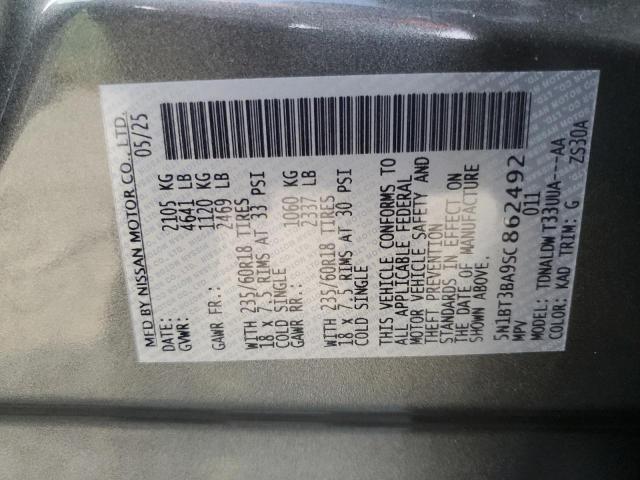 MFD BY NISSAN MOTOR CO., LTD.
05/25
GVWR: 2105 KG
4641 LB
GAWR FR.: 1120 KG
2469 LB
WITH 235/60R18 TIRES
18 X 7.5 RIMS AT 33 PSI
COLD SINGLE
GAWR RR.: 1060 KG
2337 LB
WITH 235/60R18 TIRES
18 X 7.5 RIMS AT 30 PSI
COLD SINGLE
THIS VEHICLE CONFORMS TO
ALL APPLICABLE FEDERAL
MOTOR VEHICLE SAFETY AND
THEFT PREVENTION
STANDARDS IN EFFECT ON
THE DATE OF MANUFACTURE
SHOWN ABOVE.
5N1BT3BA9SC862492
MPV 011
MODEL: TDNALDW T33UUA---AA
COLOR: KAD TRIM: G ZS30A